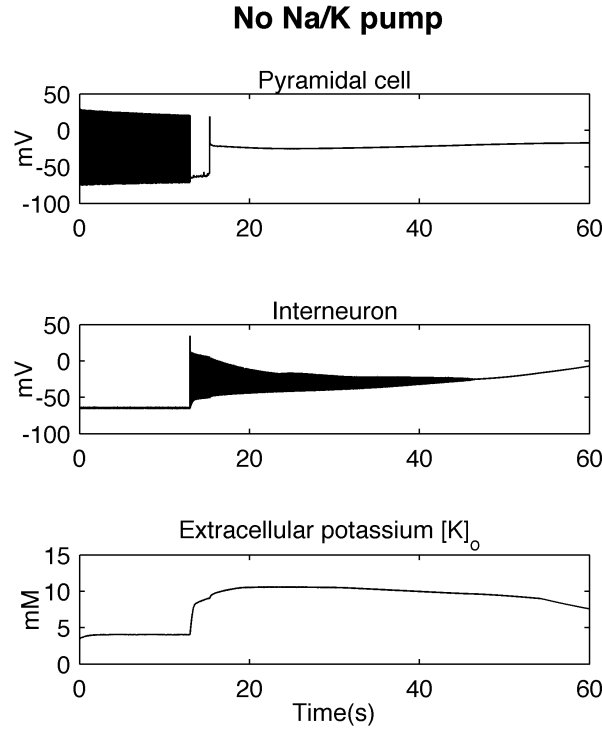 No Na/K pump
Pyramidal cell
50
0
-50
-100
mV
0 20 40 60
Interneuron
50
0
-50
-100
mV
0 20 40 60
Extracellular potassium [K]o
15
10
5
0
mM
0 20 40 60
Time(s)